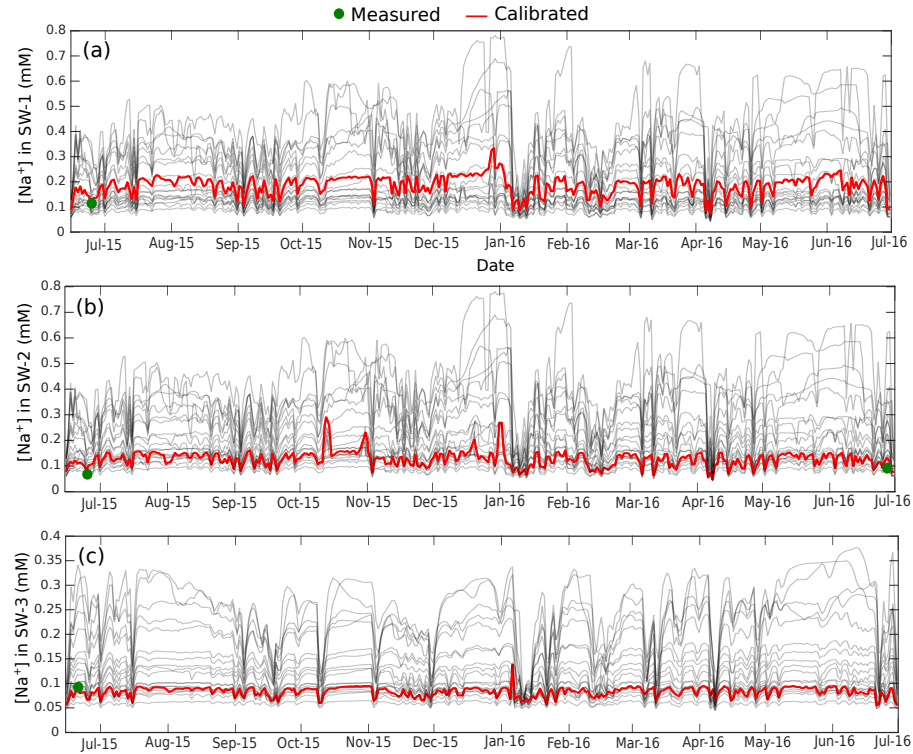 Measured Calibrated
(a)
[Na⁺] in SW-1 (mM)
0.8
0.7
0.6
0.5
0.4
0.3
0.2
0.1
0
Jul-15 Aug-15 Sep-15 Oct-15 Nov-15 Dec-15 Jan-16 Feb-16 Mar-16 Apr-16 May-16 Jun-16 Jul-16
Date
(b)
[Na⁺] in SW-2 (mM)
0.8
0.7
0.6
0.5
0.4
0.3
0.2
0.1
0
Jul-15 Aug-15 Sep-15 Oct-15 Nov-15 Dec-15 Jan-16 Feb-16 Mar-16 Apr-16 May-16 Jun-16 Jul-16
(c)
[Na⁺] in SW-3 (mM)
0.4
0.35
0.3
0.25
0.2
0.15
0.1
0.05
0
Jul-15 Aug-15 Sep-15 Oct-15 Nov-15 Dec-15 Jan-16 Feb-16 Mar-16 Apr-16 May-16 Jun-16 Jul-16